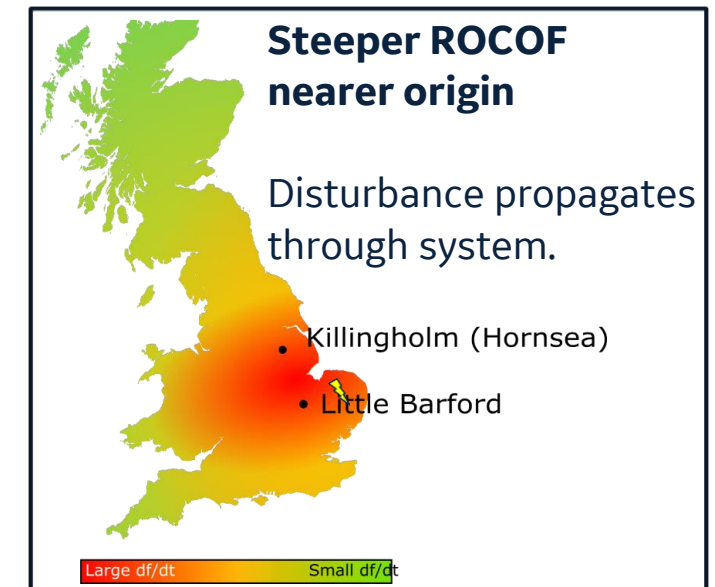 Steeper ROCOF
nearer origin
Disturbance propagates
through system.
Killingholm (Hornsea)
Little Barford
Large df/dt
Small df/dt